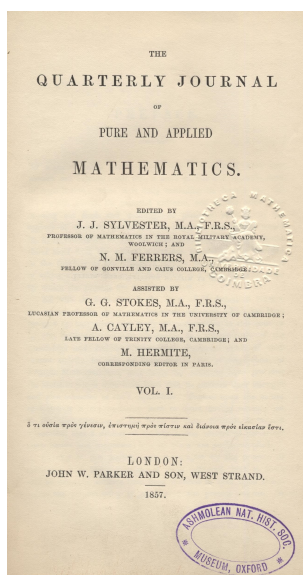 THE
QUARTERLY JOURNAL
OF
PURE AND APPLIED
MATHEMATICS.
EDITED BY
J. J. SYLVESTER, M.A., F.R.S.,
PROFESSOR OF MATHEMATICS IN THE ROYAL MILITARY ACADEMY,
WOOLWICH; AND
N. M. FERRERS, M.A.,
FELLOW OF GONVILLE AND CAIUS COLLEGE, CAMBRIDGE:
ASSISTED BY
G. G. STOKES, M.A., F.R.S.,
LUCASIAN PROFESSOR OF MATHEMATICS IN THE UNIVERSITY OF CAMBRIDGE;
A. CAYLEY, M.A., F.R.S.,
LATE FELLOW OF TRINITY COLLEGE, CAMBRIDGE; AND
M. HERMITE,
CORRESPONDING EDITOR IN PARIS.
VOL. I.
ὅ τι οὐσία πρὸς γένεσιν, ἐπιστημὴ πρὸς πίστιν καὶ διάνοια πρὸς εἰκασίαν ἔστι.
LONDON:
JOHN W. PARKER AND SON, WEST STRAND.
1857.
ASHMOLEAN NAT. HIST. SOC.
MUSEUM, OXFORD